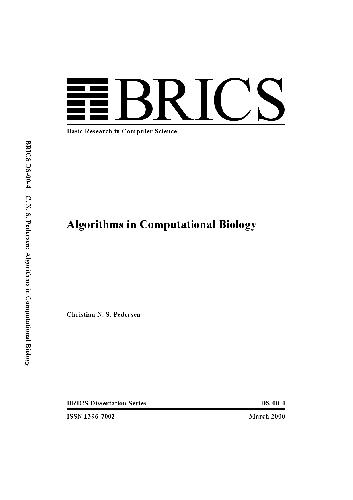 BRICS
Basic Research in Computer Science
BRICS DS-00-4 C. N. S. Pedersen: Algorithms in Computational Biology
Algorithms in Computational Biology
Christian N. S. Pedersen
BRICS Dissertation Series DS-00-4
ISSN 1396-7002 March 2000